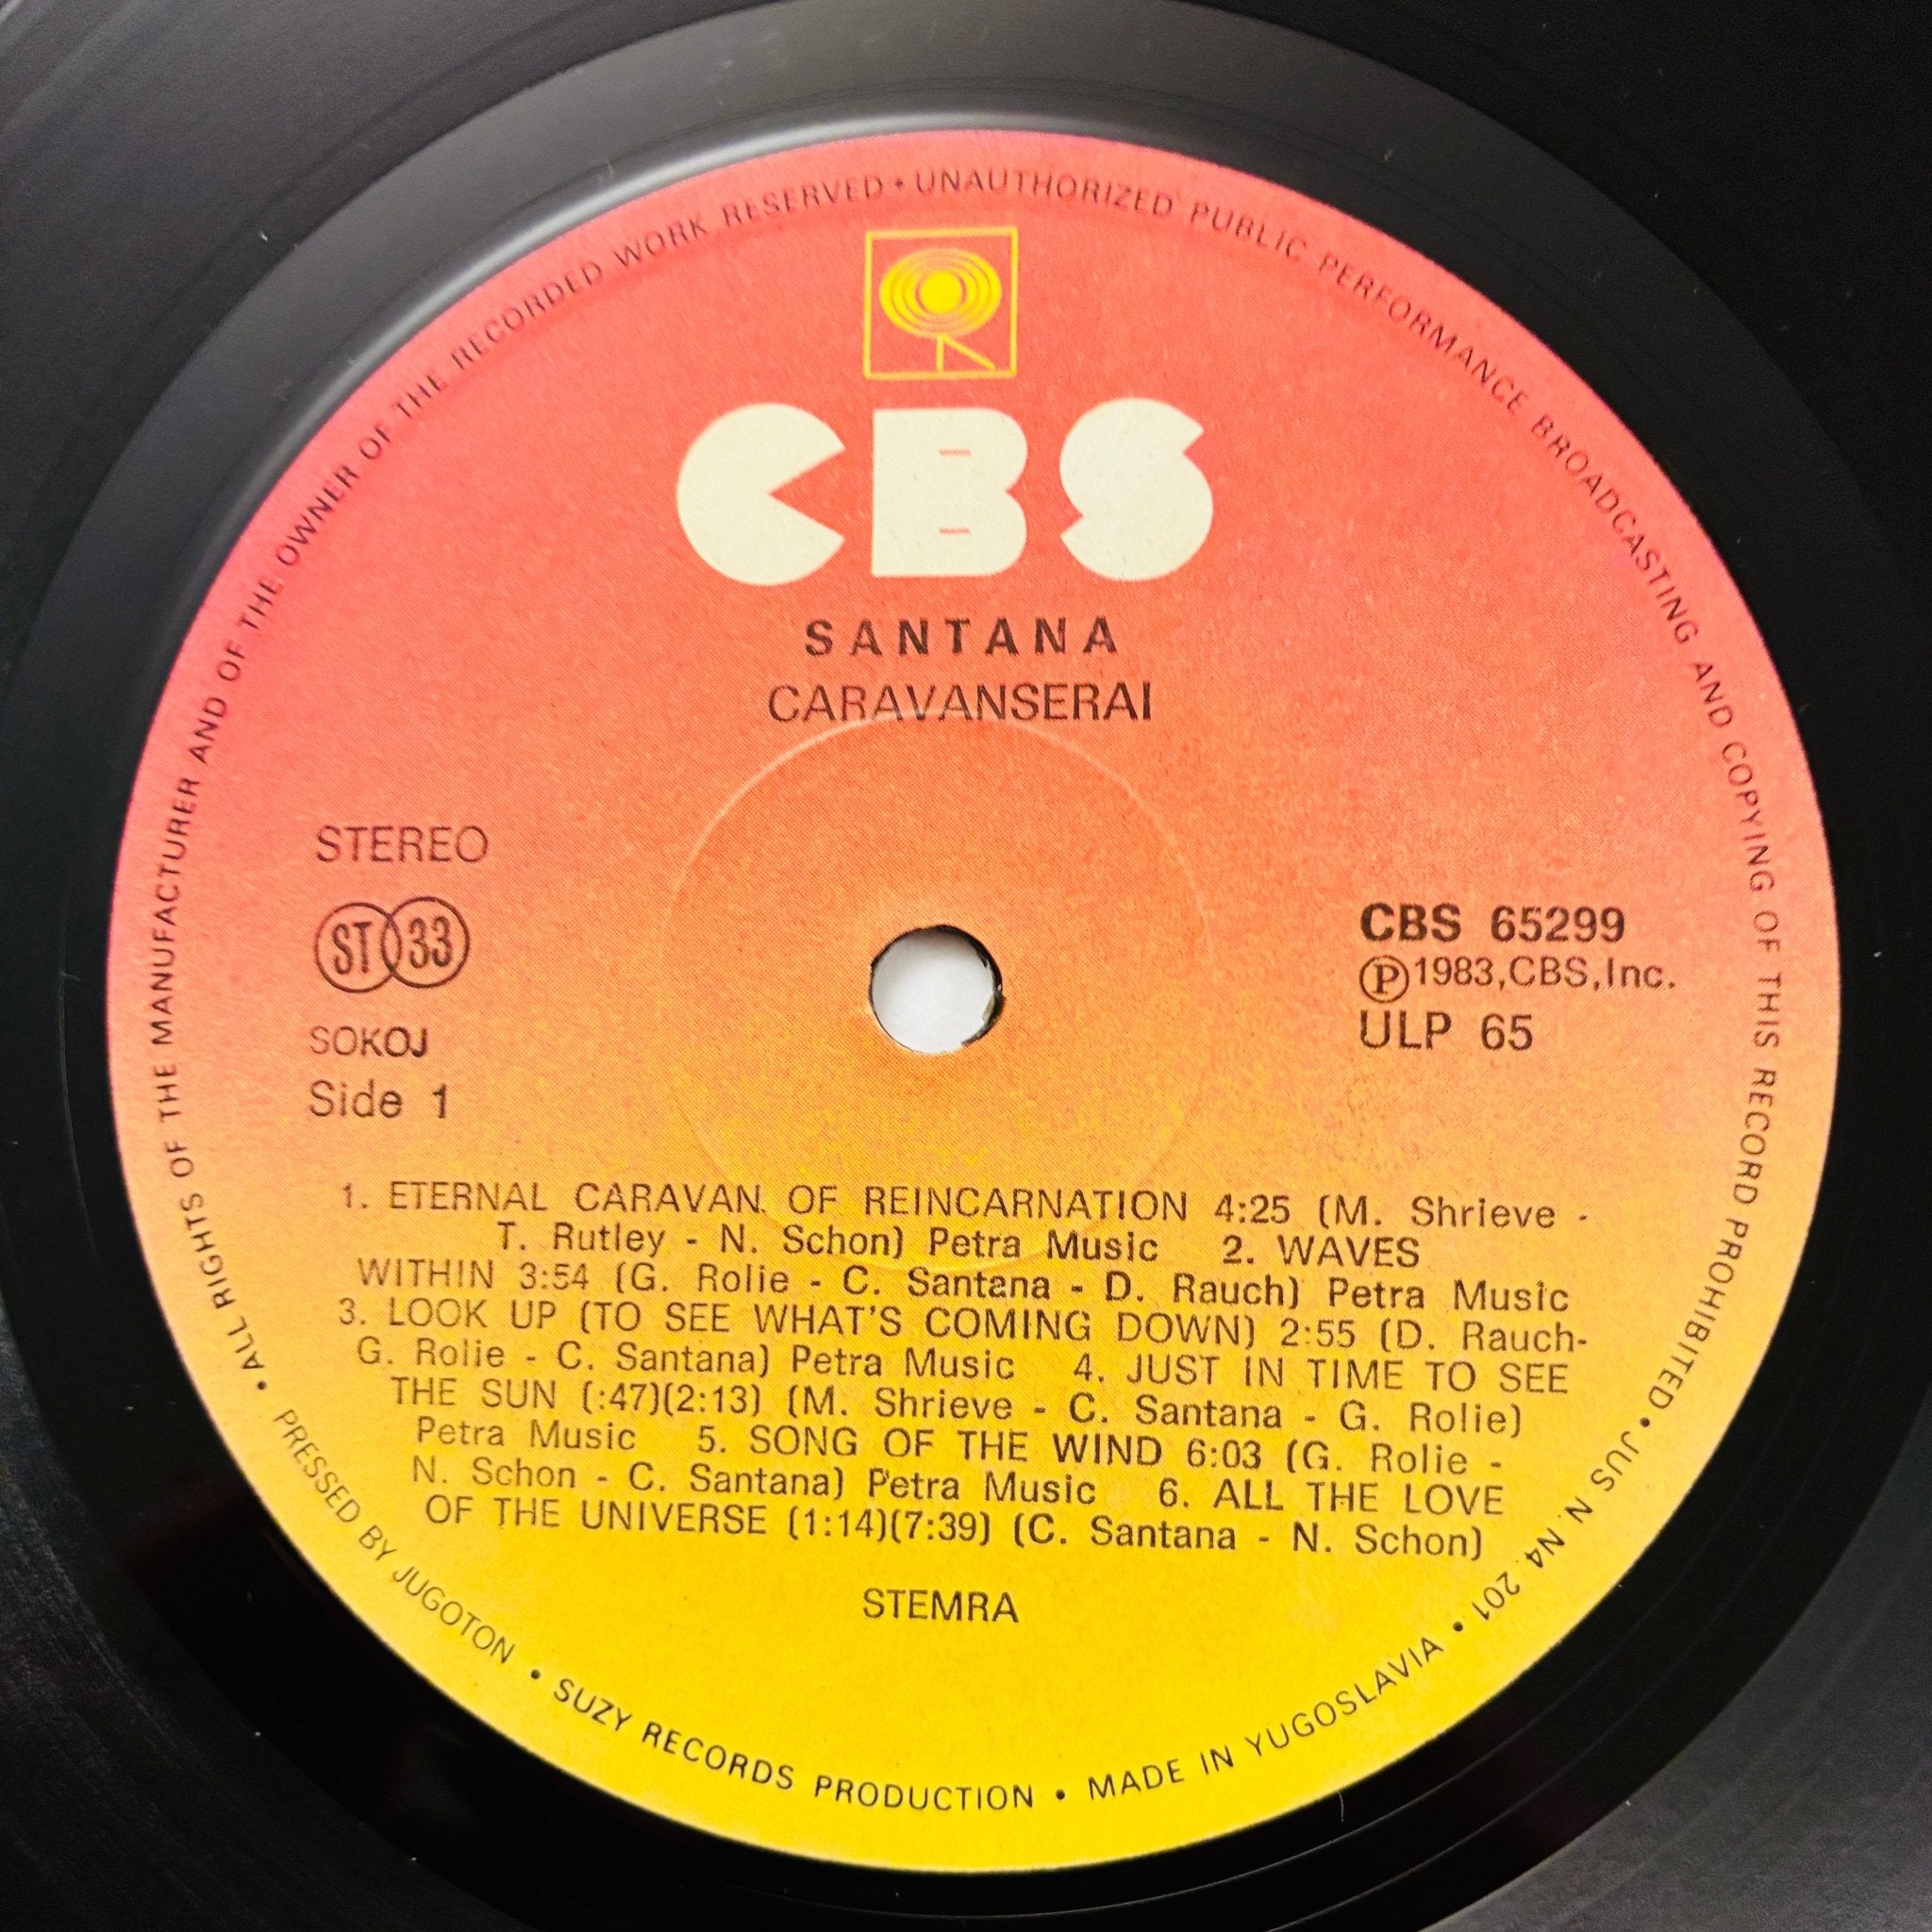 ALL RIGHTS OF THE MANUFACTURER AND OF THE OWNER OF THE RECORDED WORK RESERVED • UNAUTHORIZED PUBLIC PERFORMANCE BROADCASTING AND COPYING OF THIS RECORD PROHIBITED • JUS N. N4. 201 •
CBS
SANTANA
CARAVANSERAI
STEREO
ST 33
SOKOJ
Side 1
CBS 65299
Ⓟ1983,CBS,Inc.
ULP 65
1. ETERNAL CARAVAN OF REINCARNATION 4:25 (M. Shrieve -
T. Rutley - N. Schon) Petra Music 2. WAVES
WITHIN 3:54 (G. Rolie - C. Santana - D. Rauch) Petra Music
3. LOOK UP (TO SEE WHAT'S COMING DOWN) 2:55 (D. Rauch-
G. Rolie - C. Santana) Petra Music 4. JUST IN TIME TO SEE
THE SUN (:47)(2:13) (M. Shrieve - C. Santana - G. Rolie)
Petra Music 5. SONG OF THE WIND 6:03 (G. Rolie -
N. Schon - C. Santana) Petra Music 6. ALL THE LOVE
OF THE UNIVERSE (1:14)(7:39) (C. Santana - N. Schon)
STEMRA
• PRESSED BY JUGOTON • SUZY RECORDS PRODUCTION • MADE IN YUGOSLAVIA